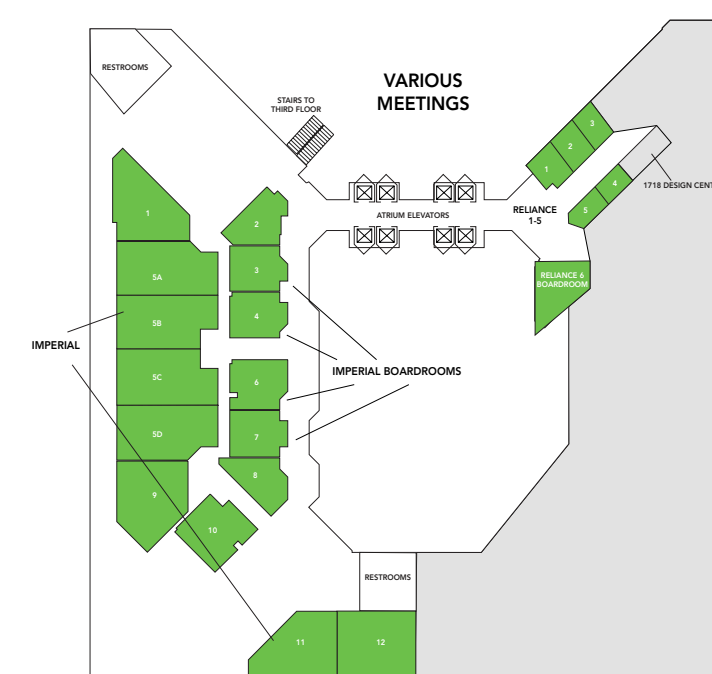 RESTROOMS
VARIOUS
MEETINGS
STAIRS TO
THIRD FLOOR
3
2
1
4
1718 DESIGN CENT
5
RELIANCE
1-5
ATRIUM ELEVATORS
1
2
3
5A
RELIANCE 6
BOARDROOM
4
5B
IMPERIAL
IMPERIAL BOARDROOMS
5C
6
5D
7
8
9
10
RESTROOMS
11
12